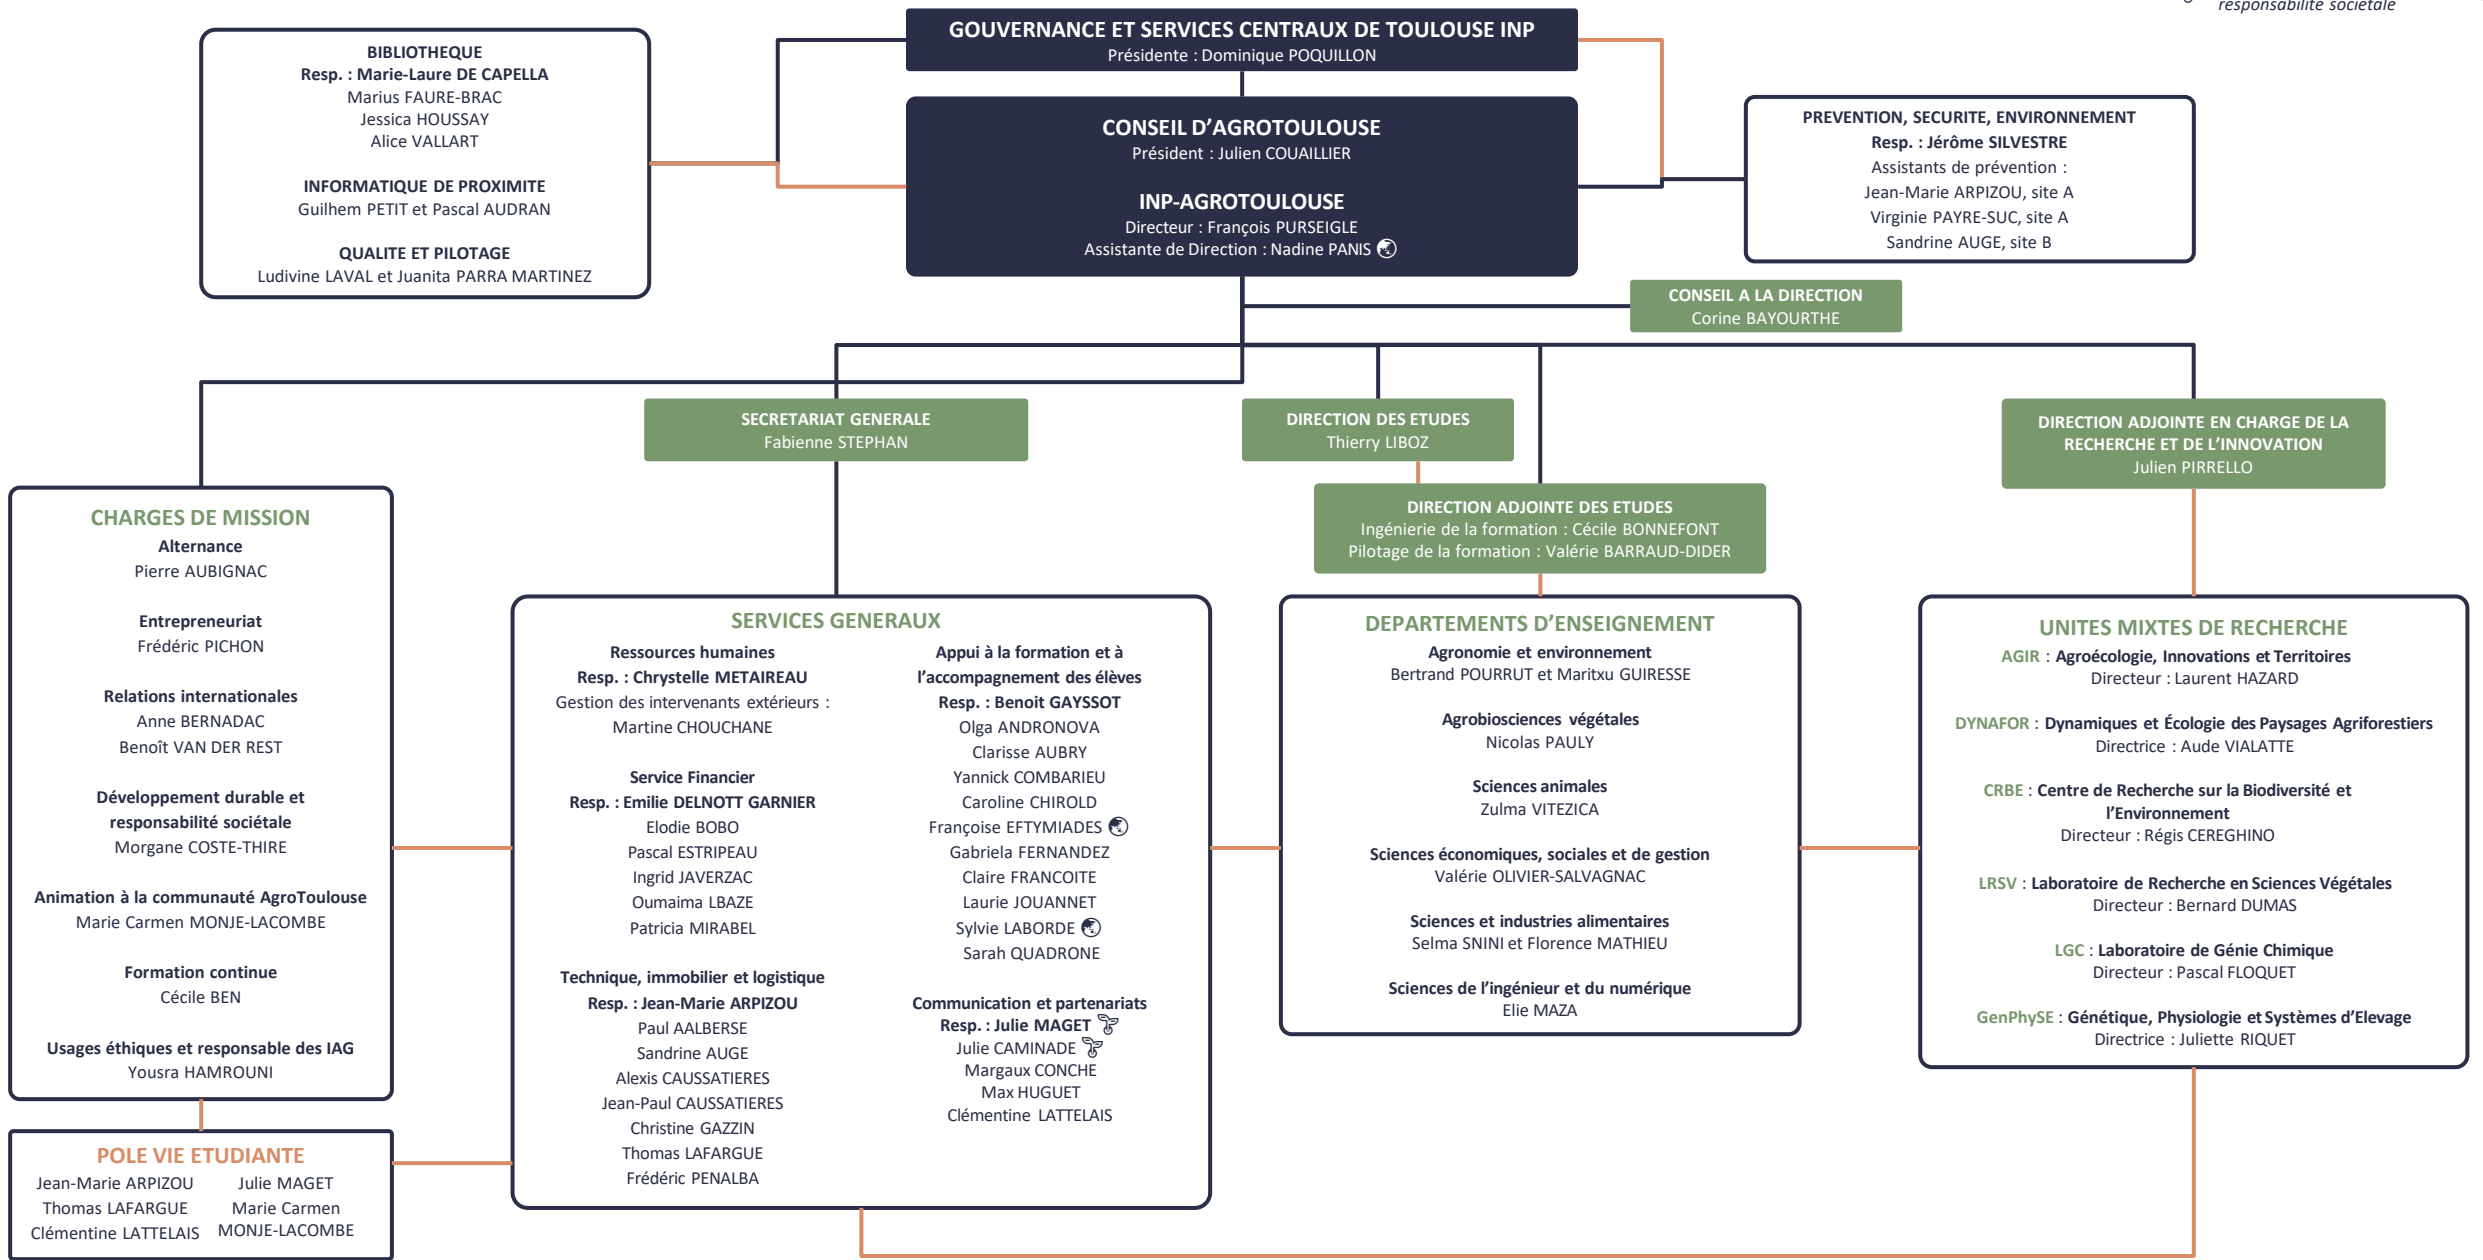 responsabilité sociétale
GOUVERNANCE ET SERVICES CENTRAUX DE TOULOUSE INP
Présidente : Dominique POQUILLON
BIBLIOTHEQUE
Resp. : Marie-Laure DE CAPELLA
Marius FAURE-BRAC
Jessica HOUSSAY
Alice VALLART
INFORMATIQUE DE PROXIMITE
Guilhem PETIT et Pascal AUDRAN
QUALITE ET PILOTAGE
Ludivine LAVAL et Juanita PARRA MARTINEZ
CONSEIL D’AGROTOULOUSE
Président : Julien COUAILLIER
INP-AGROTOULOUSE
Directeur : François PURSEIGLE
Assistante de Direction : Nadine PANIS
PREVENTION, SECURITE, ENVIRONNEMENT
Resp. : Jérôme SILVESTRE
Assistants de prévention :
Jean-Marie ARPIZOU, site A
Virginie PAYRE-SUC, site A
Sandrine AUGE, site B
CONSEIL A LA DIRECTION
Corine BAYOURTHE
SECRETARIAT GENERALE
Fabienne STEPHAN
DIRECTION DES ETUDES
Thierry LIBOZ
DIRECTION ADJOINTE EN CHARGE DE LA
RECHERCHE ET DE L’INNOVATION
Julien PIRRELLO
DIRECTION ADJOINTE DES ETUDES
Ingénierie de la formation : Cécile BONNEFONT
Pilotage de la formation : Valérie BARRAUD-DIDER
CHARGES DE MISSION
Alternance
Pierre AUBIGNAC
Entrepreneuriat
Frédéric PICHON
Relations internationales
Anne BERNADAC
Benoît VAN DER REST
Développement durable et
responsabilité sociétale
Morgane COSTE-THIRE
Animation à la communauté AgroToulouse
Marie Carmen MONJE-LACOMBE
Formation continue
Cécile BEN
Usages éthiques et responsable des IAG
Yousra HAMROUNI
POLE VIE ETUDIANTE
Jean-Marie ARPIZOU
Thomas LAFARGUE
Clémentine LATTELAIS
Julie MAGET
Marie Carmen
MONJE-LACOMBE
SERVICES GENERAUX
Ressources humaines
Resp. : Chrystelle METAIREAU
Gestion des intervenants extérieurs :
Martine CHOUCHANE
Service Financier
Resp. : Emilie DELNOTT GARNIER
Elodie BOBO
Pascal ESTRIPEAU
Ingrid JAVERZAC
Oumaima LBAZE
Patricia MIRABEL
Technique, immobilier et logistique
Resp. : Jean-Marie ARPIZOU
Paul AALBERSE
Sandrine AUGE
Alexis CAUSSATIERES
Jean-Paul CAUSSATIERES
Christine GAZZIN
Thomas LAFARGUE
Frédéric PENALBA
Appui à la formation et à
l’accompagnement des élèves
Resp. : Benoit GAYSSOT
Olga ANDRONOVA
Clarisse AUBRY
Yannick COMBARIEU
Caroline CHIROLD
Françoise EFTYMIADES
Gabriela FERNANDEZ
Claire FRANCOITE
Laurie JOUANNET
Sylvie LABORDE
Sarah QUADRONE
Communication et partenariats
Resp. : Julie MAGET
Julie CAMINADE
Margaux CONCHE
Max HUGUET
Clémentine LATTELAIS
DEPARTEMENTS D’ENSEIGNEMENT
Agronomie et environnement
Bertrand POURRUT et Maritxu GUIRESSE
Agrobiosciences végétales
Nicolas PAULY
Sciences animales
Zulma VITEZICA
Sciences économiques, sociales et de gestion
Valérie OLIVIER-SALVAGNAC
Sciences et industries alimentaires
Selma SNINI et Florence MATHIEU
Sciences de l’ingénieur et du numérique
Elie MAZA
UNITES MIXTES DE RECHERCHE
AGIR : Agroécologie, Innovations et Territoires
Directeur : Laurent HAZARD
DYNAFOR : Dynamiques et Écologie des Paysages Agriforestiers
Directrice : Aude VIALATTE
CRBE : Centre de Recherche sur la Biodiversité et
l’Environnement
Directeur : Régis CEREGHINO
LRSV : Laboratoire de Recherche en Sciences Végétales
Directeur : Bernard DUMAS
LGC : Laboratoire de Génie Chimique
Directeur : Pascal FLOQUET
GenPhySE : Génétique, Physiologie et Systèmes d’Elevage
Directrice : Juliette RIQUET